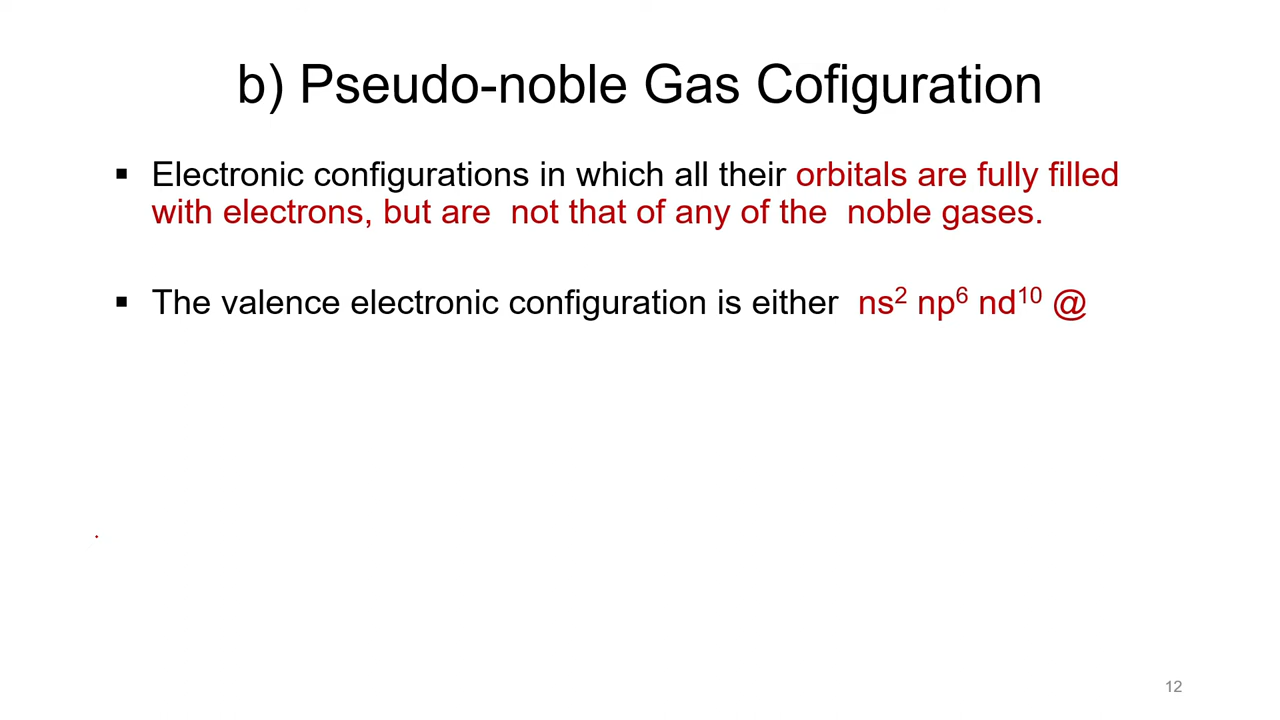 b) Pseudo-noble Gas Cofiguration
▪ Electronic configurations in which all their orbitals are fully filled
with electrons, but are not that of any of the noble gases.
▪ The valence electronic configuration is either ns² np⁶ nd¹⁰ @
12